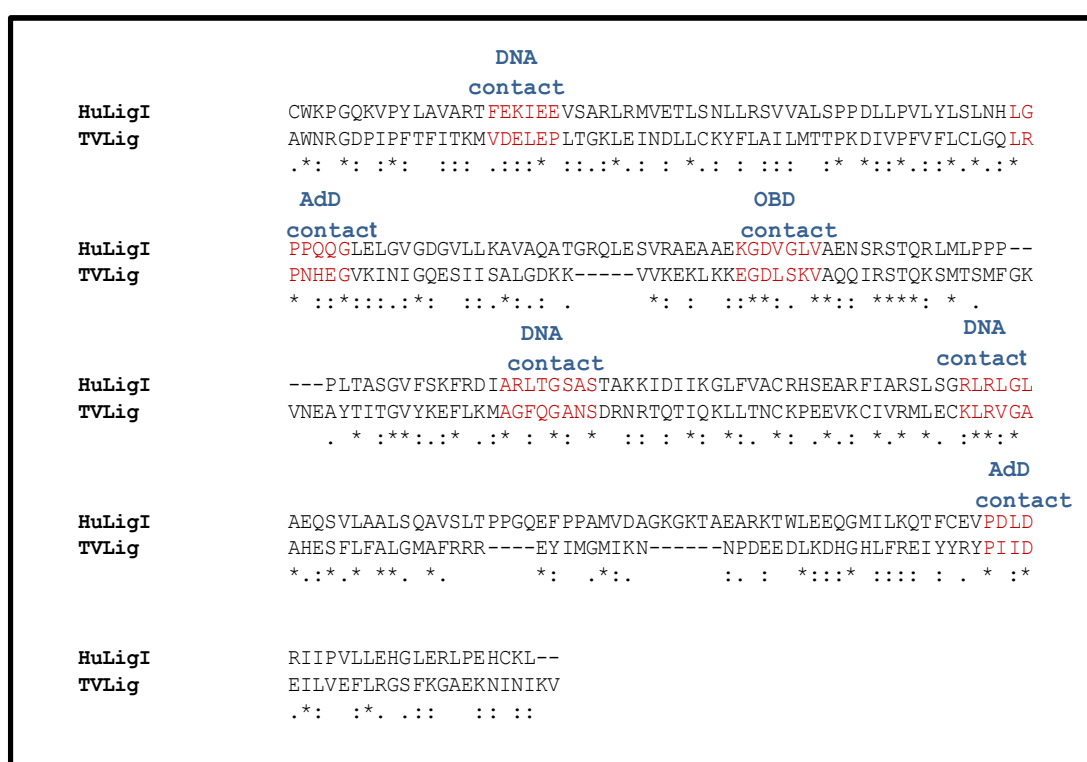 DNA
contact
HuLigI CWKPGQKVPYLAVARTFEKIEEVSARLRMVETLSNLLRSVVALSPPDLLPVLYLSLNHLG
TVLig AWNRGDPIPFTFITKMVDELEPLTGKLEINDLLCKYFLAILMTTPKDIVPFVFLCLGQLR
.*: :*: ::: .:::* ::.:*.: : *.: : ::: :* *::*.::*.*.:*
AdD OBD
contact contact
HuLigI PPQQGLELGVGDGVLLKAVAQATGRQLESVRAEAAEKGDVGLVAENSRSTQRLMLPPP--
TVLig PNHEGVKINIGQESIISALGDKK-----VVKEKLKKEGDLSKVAQQIRSTQKSMTSMFGK
* ::*:::.:*: ::.*:.: . *: : ::**:. **:: ****: * .
DNA DNA
contact contact
HuLigI ---PLTASGVFSKFRDIARLTGSASTAKKIDIIKGLFVACRHSEARFIARSLSGRLRLGL
TVLig VNEAYTITGVYKEFLKMAGFQGANSDRNRTQTIQKLLTNCKPEEVKCIVRMLECKLRVGA
. * :**:.:* .:* : *: * :: : *: *:. *: .*.: *.* *. :**:*
AdD
contact
HuLigI AEQSVLAALSQAVSLTPPGQEFPPAMVDAGKGKTAEARKTWLEEQGMILKQTFCEVPDLD
TVLig AHESFLFALGMAFRRR----EYIMGMIKN------NPDEEDLKDHGHLFREIYYRYPIID
*.:*.* **. *. *: .*:. :. : *:::* :::: : . * :*
HuLigI RIIPVLLEHGLERLPEHCKL--
TVLig EILVEFLRGSFKGAEKNINIKV
.*: :*. .:: :: ::